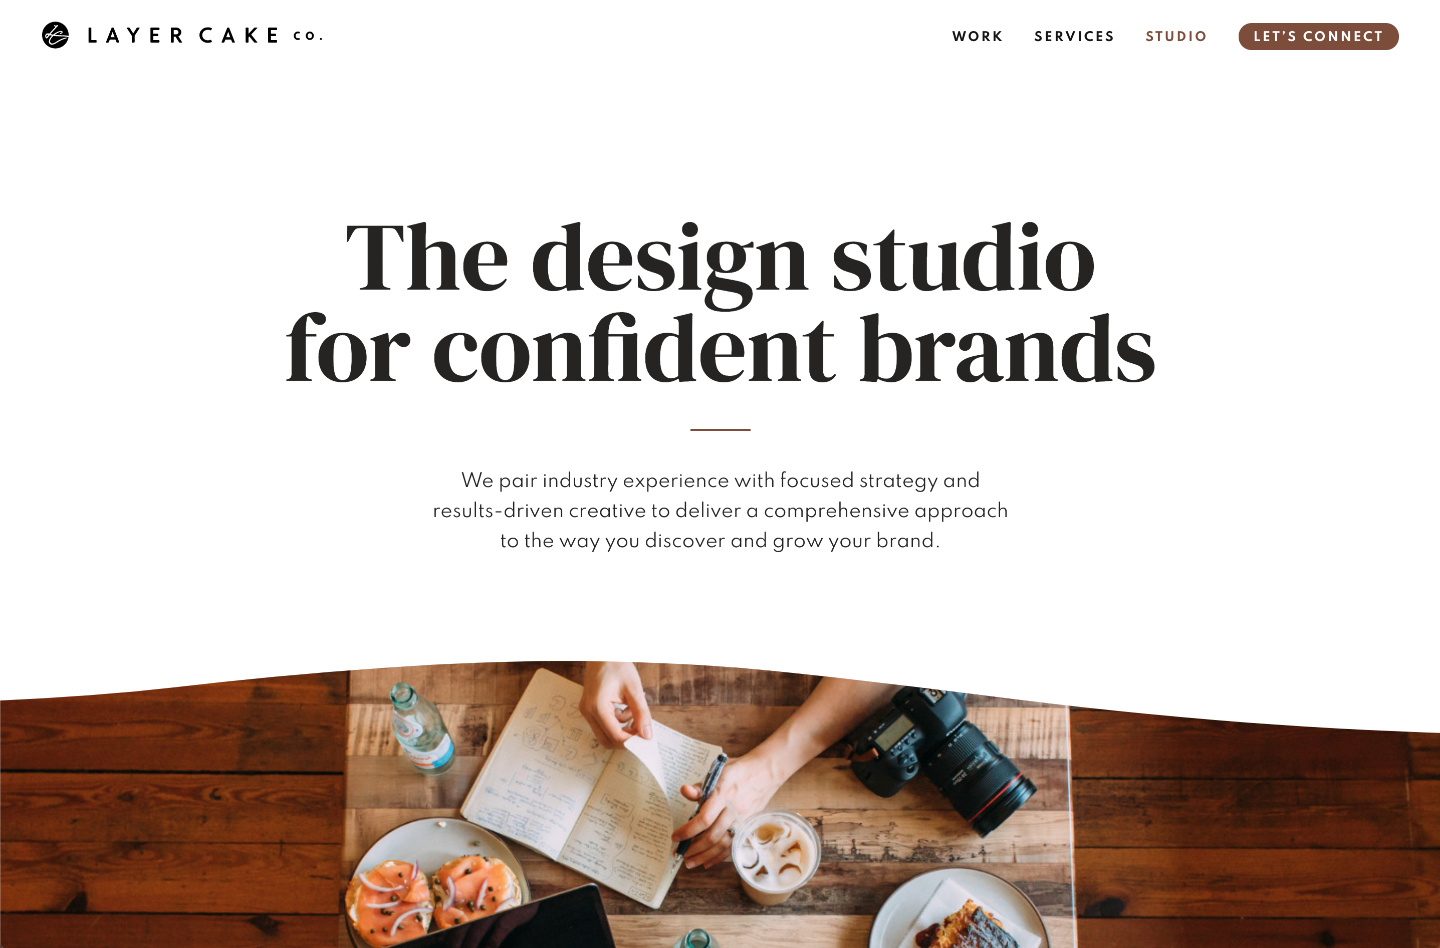 LAYER CAKE CO.
WORK SERVICES STUDIO LET'S CONNECT
The design studio
for confident brands
We pair industry experience with focused strategy and
results-driven creative to deliver a comprehensive approach
to the way you discover and grow your brand.